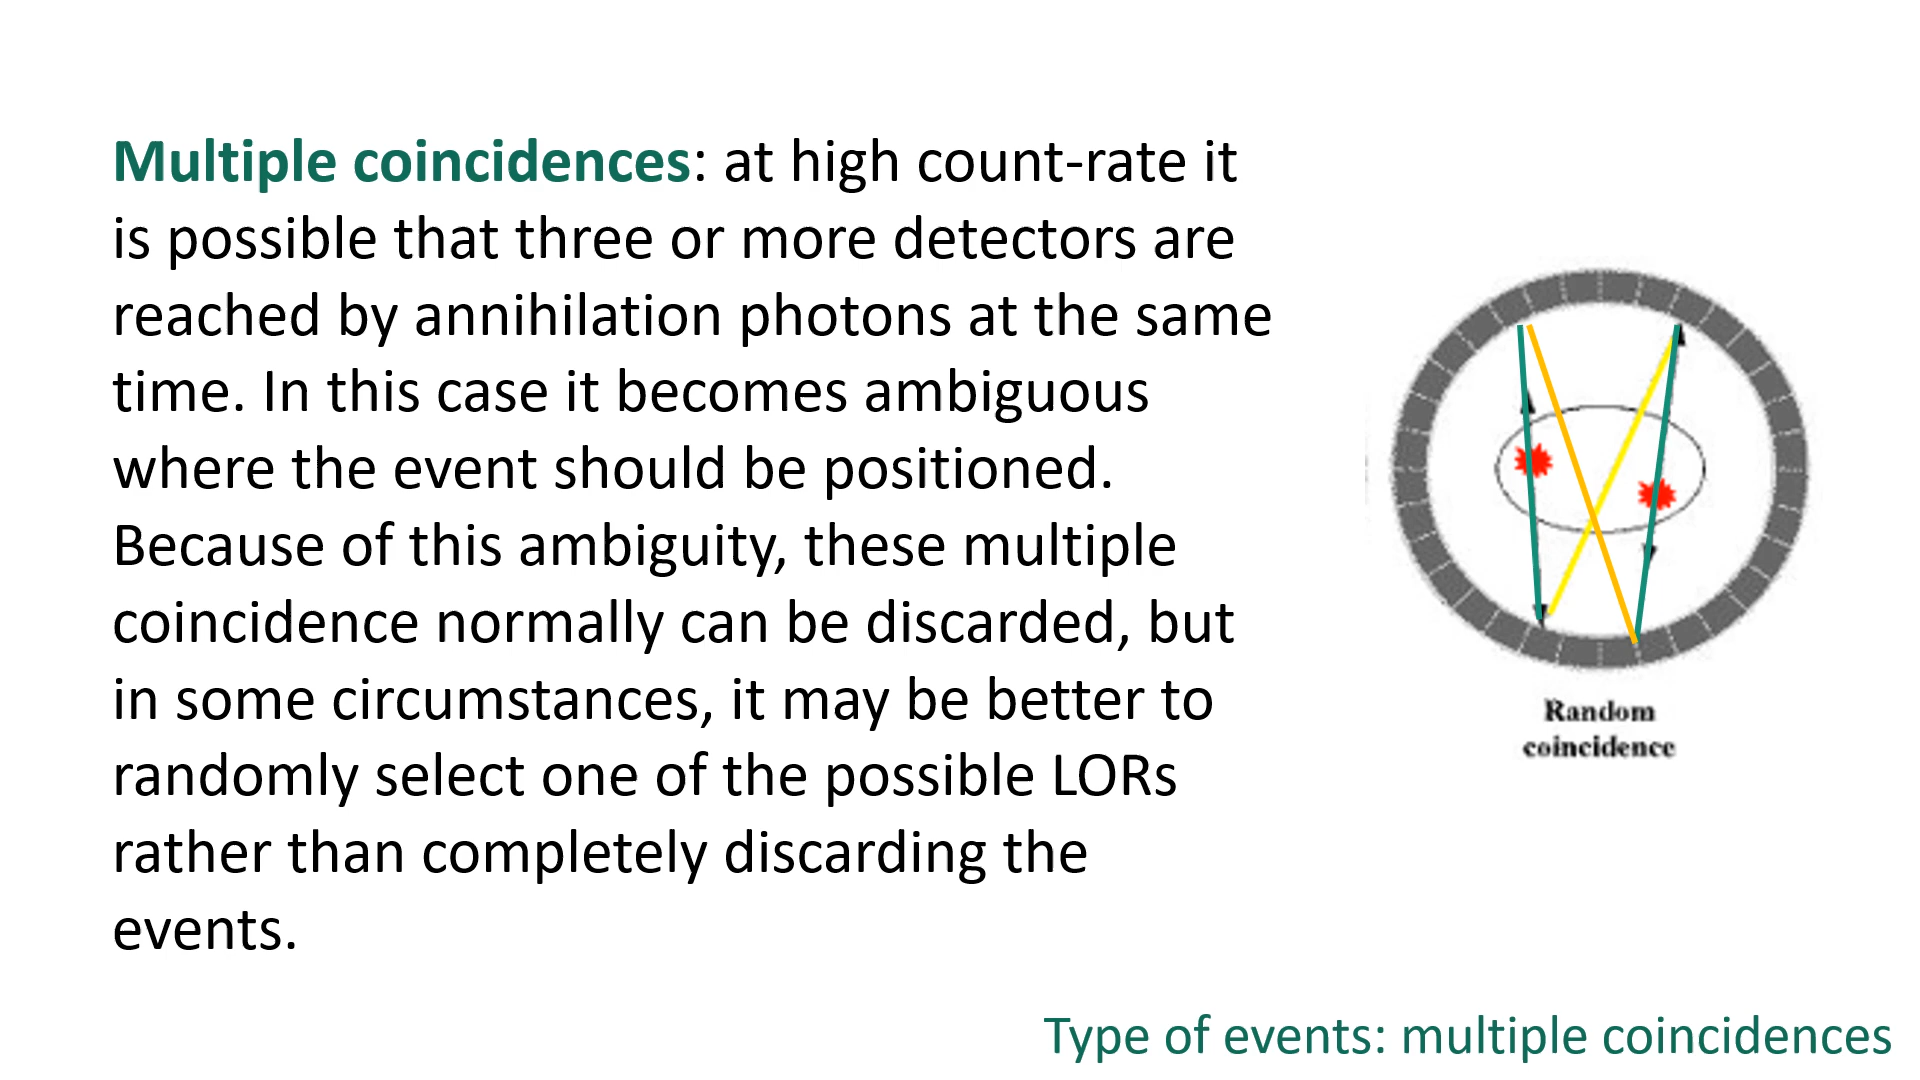 Multiple coincidences: at high count-rate it
is possible that three or more detectors are
reached by annihilation photons at the same
time. In this case it becomes ambiguous
where the event should be positioned.
Because of this ambiguity, these multiple
coincidence normally can be discarded, but
in some circumstances, it may be better to
randomly select one of the possible LORs
rather than completely discarding the
events.
Random
coincidence
Type of events: multiple coincidences